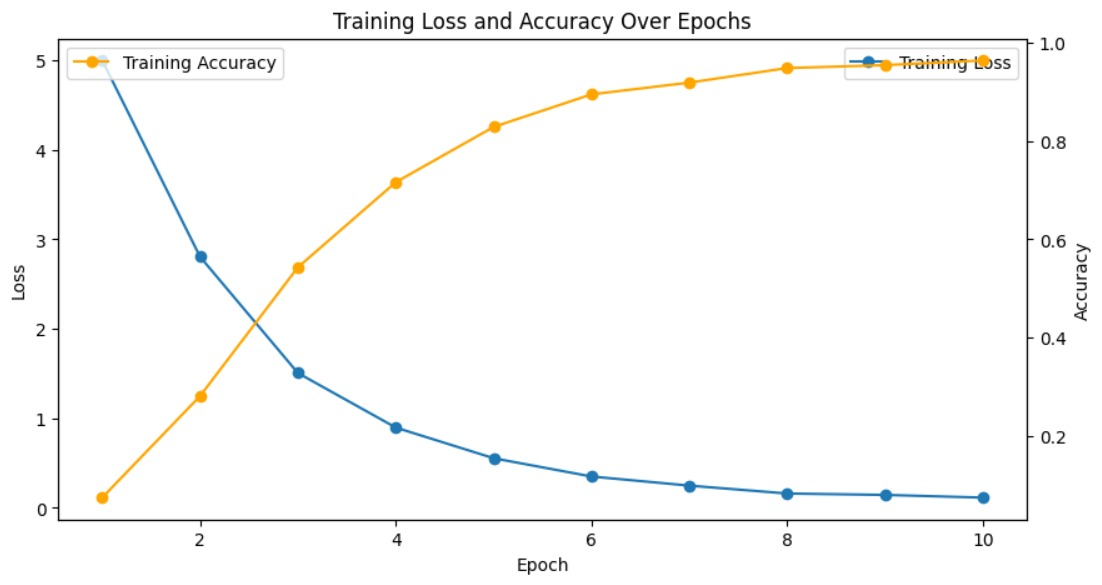 Training Loss and Accuracy Over Epochs
Training Accuracy
Training Loss
Loss
5
4
3
2
1
0
1.0
0.8
0.6
0.4
0.2
Accuracy
2 4 6 8 10
Epoch